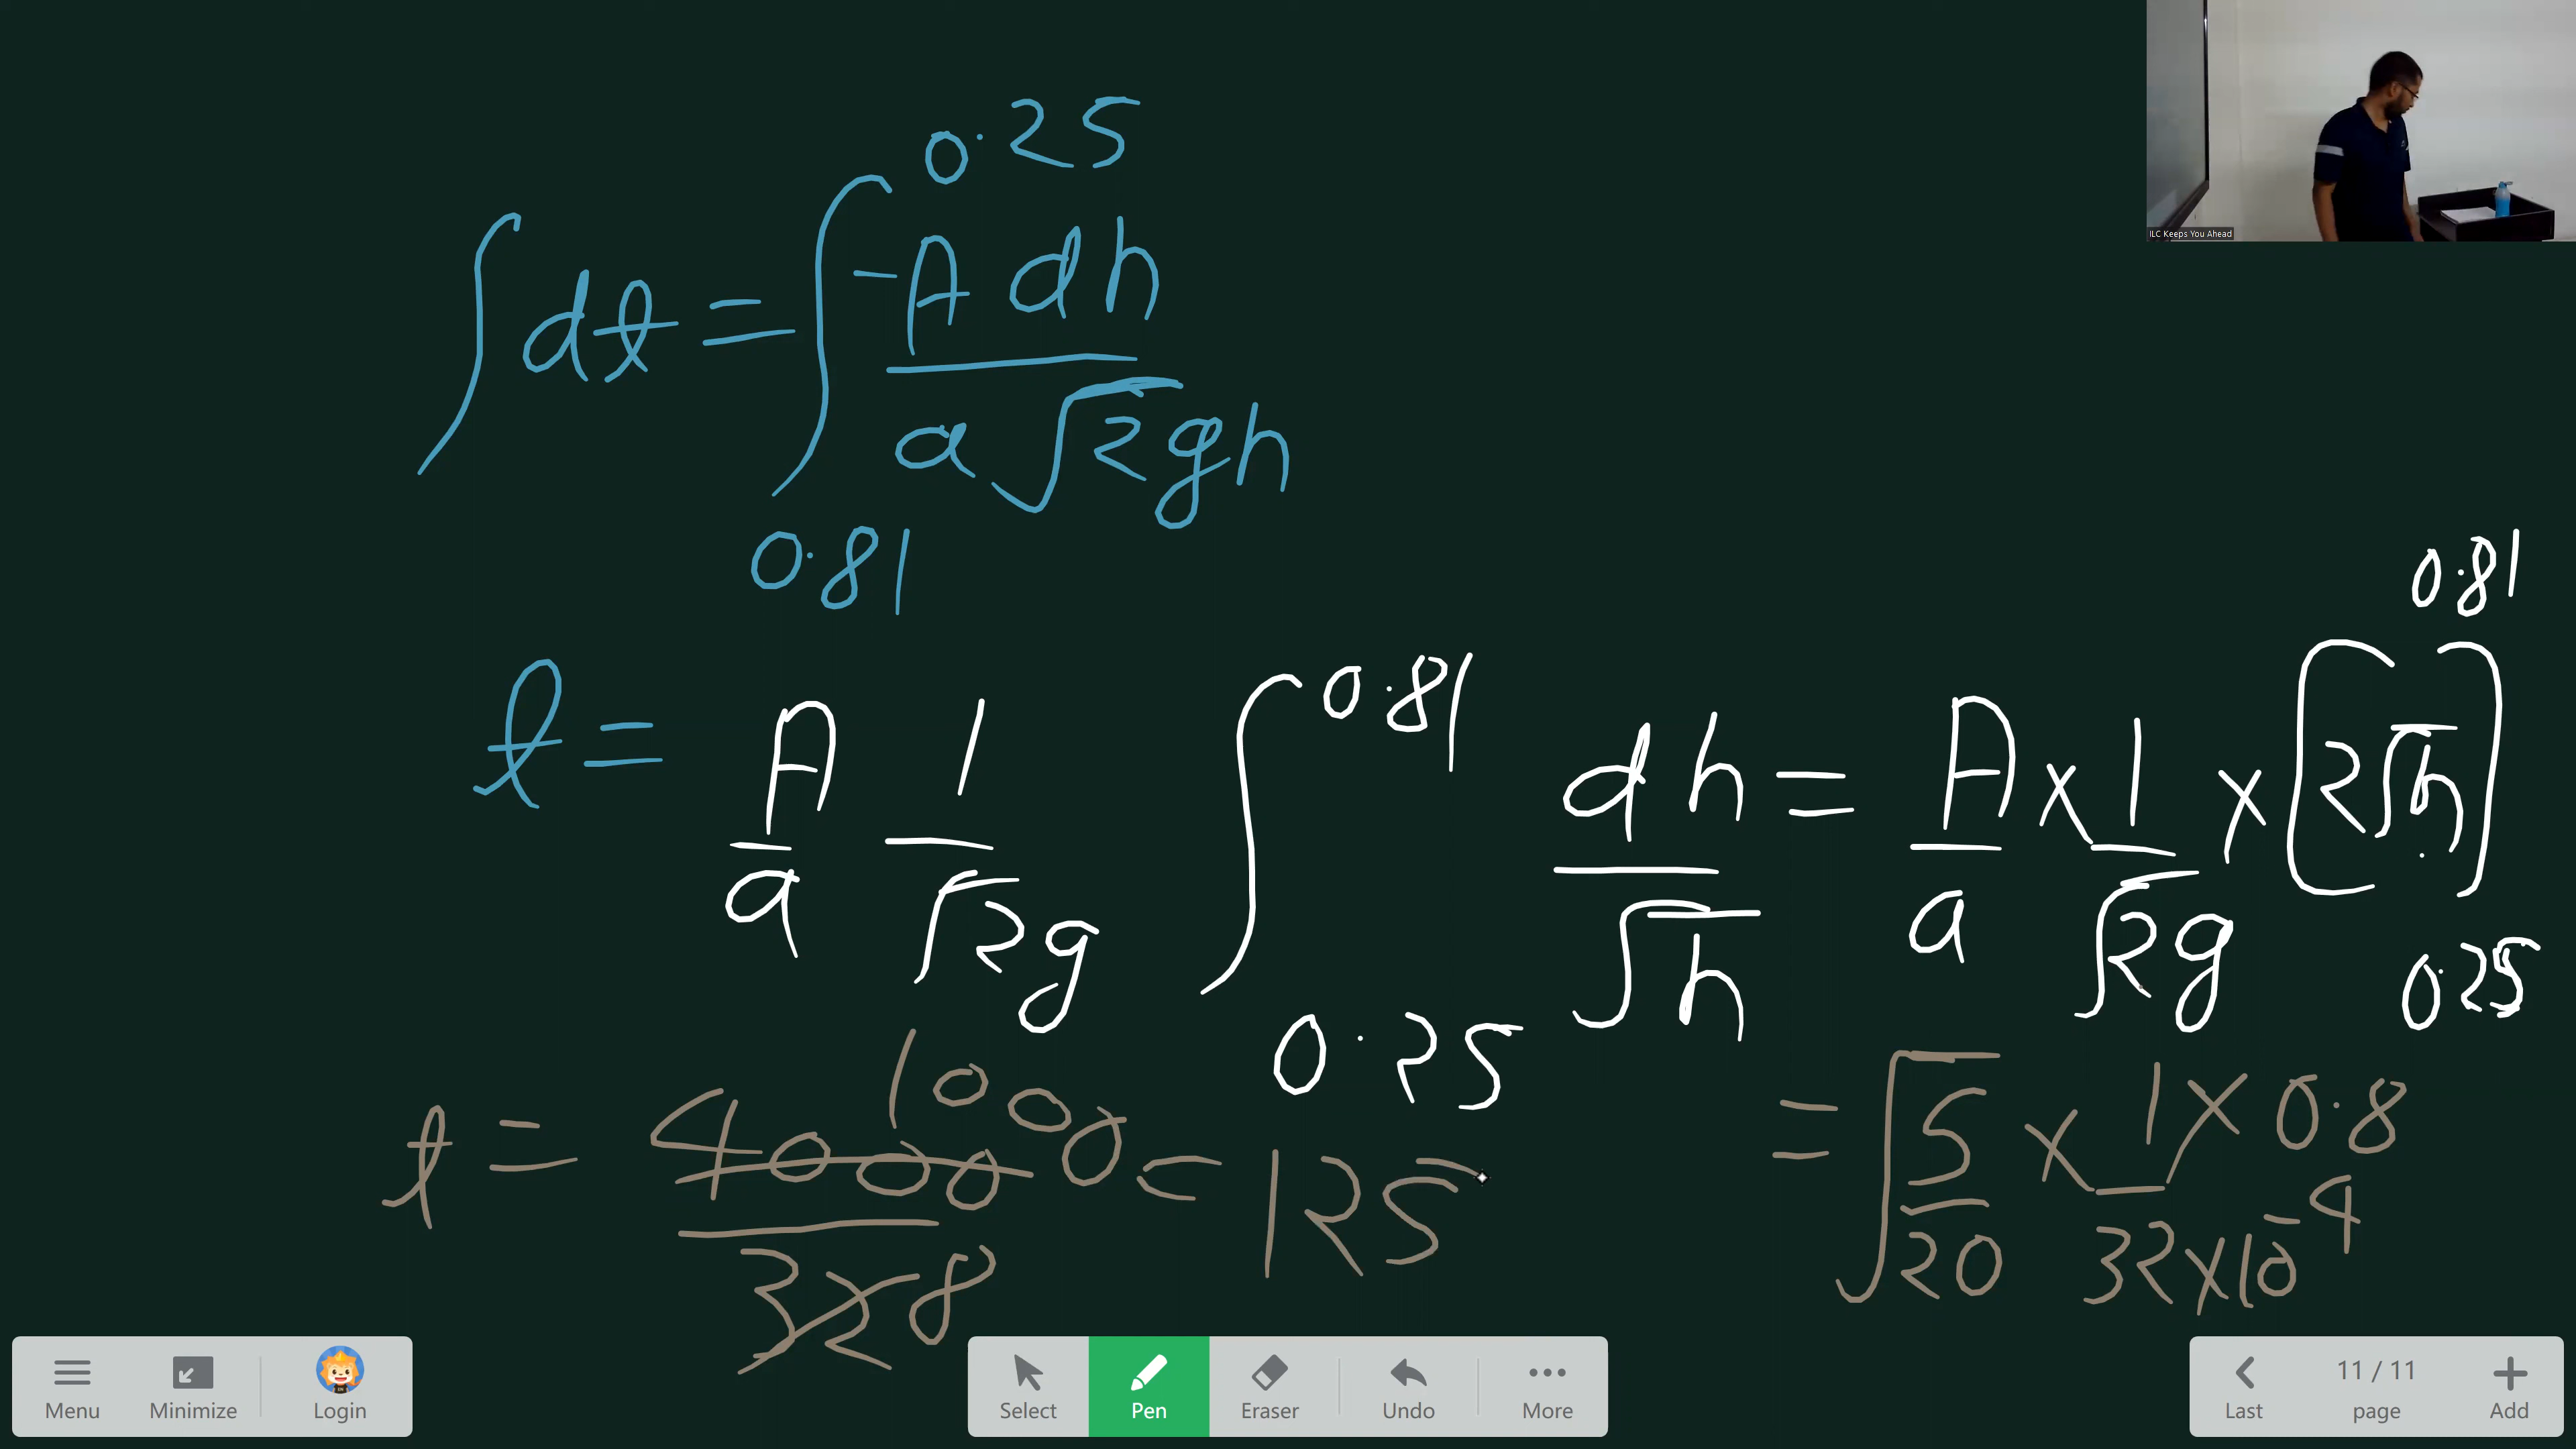 ILC Keeps You Ahead
0.25
∫ dt = ∫ -A dh
a √2gh
0.81
0.81
t = A 1 ∫ 0.81 dh = A × 1 × [2√h]
a √2g 0.25 √h a √2g 0.25
1000
t = 4000 = 125
32 8
= √5 × 1 × 0.8
20 32×10^-4
Menu Minimize Login Select Pen Eraser Undo More Last 11 / 11 page Add